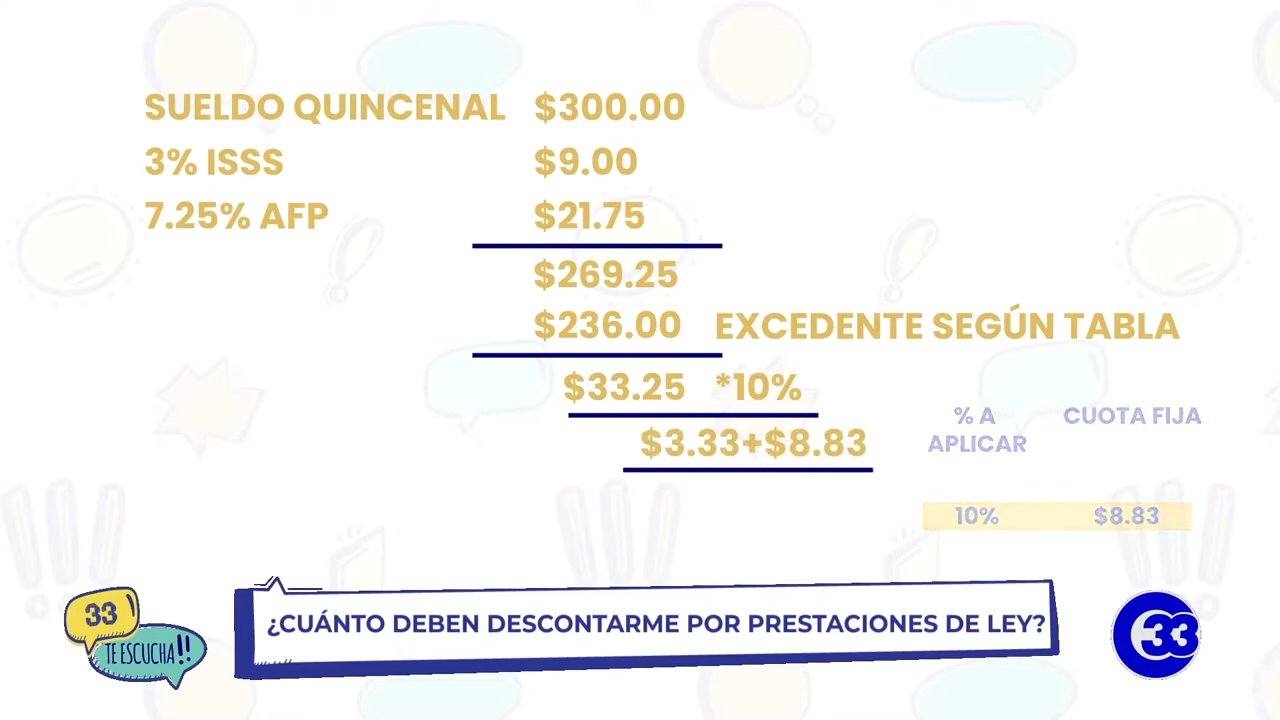 SUELDO QUINCENAL $300.00
3% ISSS $9.00
7.25% AFP $21.75
$269.25
$236.00 EXCEDENTE SEGÚN TABLA
$33.25 *10%
$3.33+$8.83
% A APLICAR CUOTA FIJA
10% $8.83
33
TE ESCUCHA!!
¿CUÁNTO DEBEN DESCONTARME POR PRESTACIONES DE LEY?
33